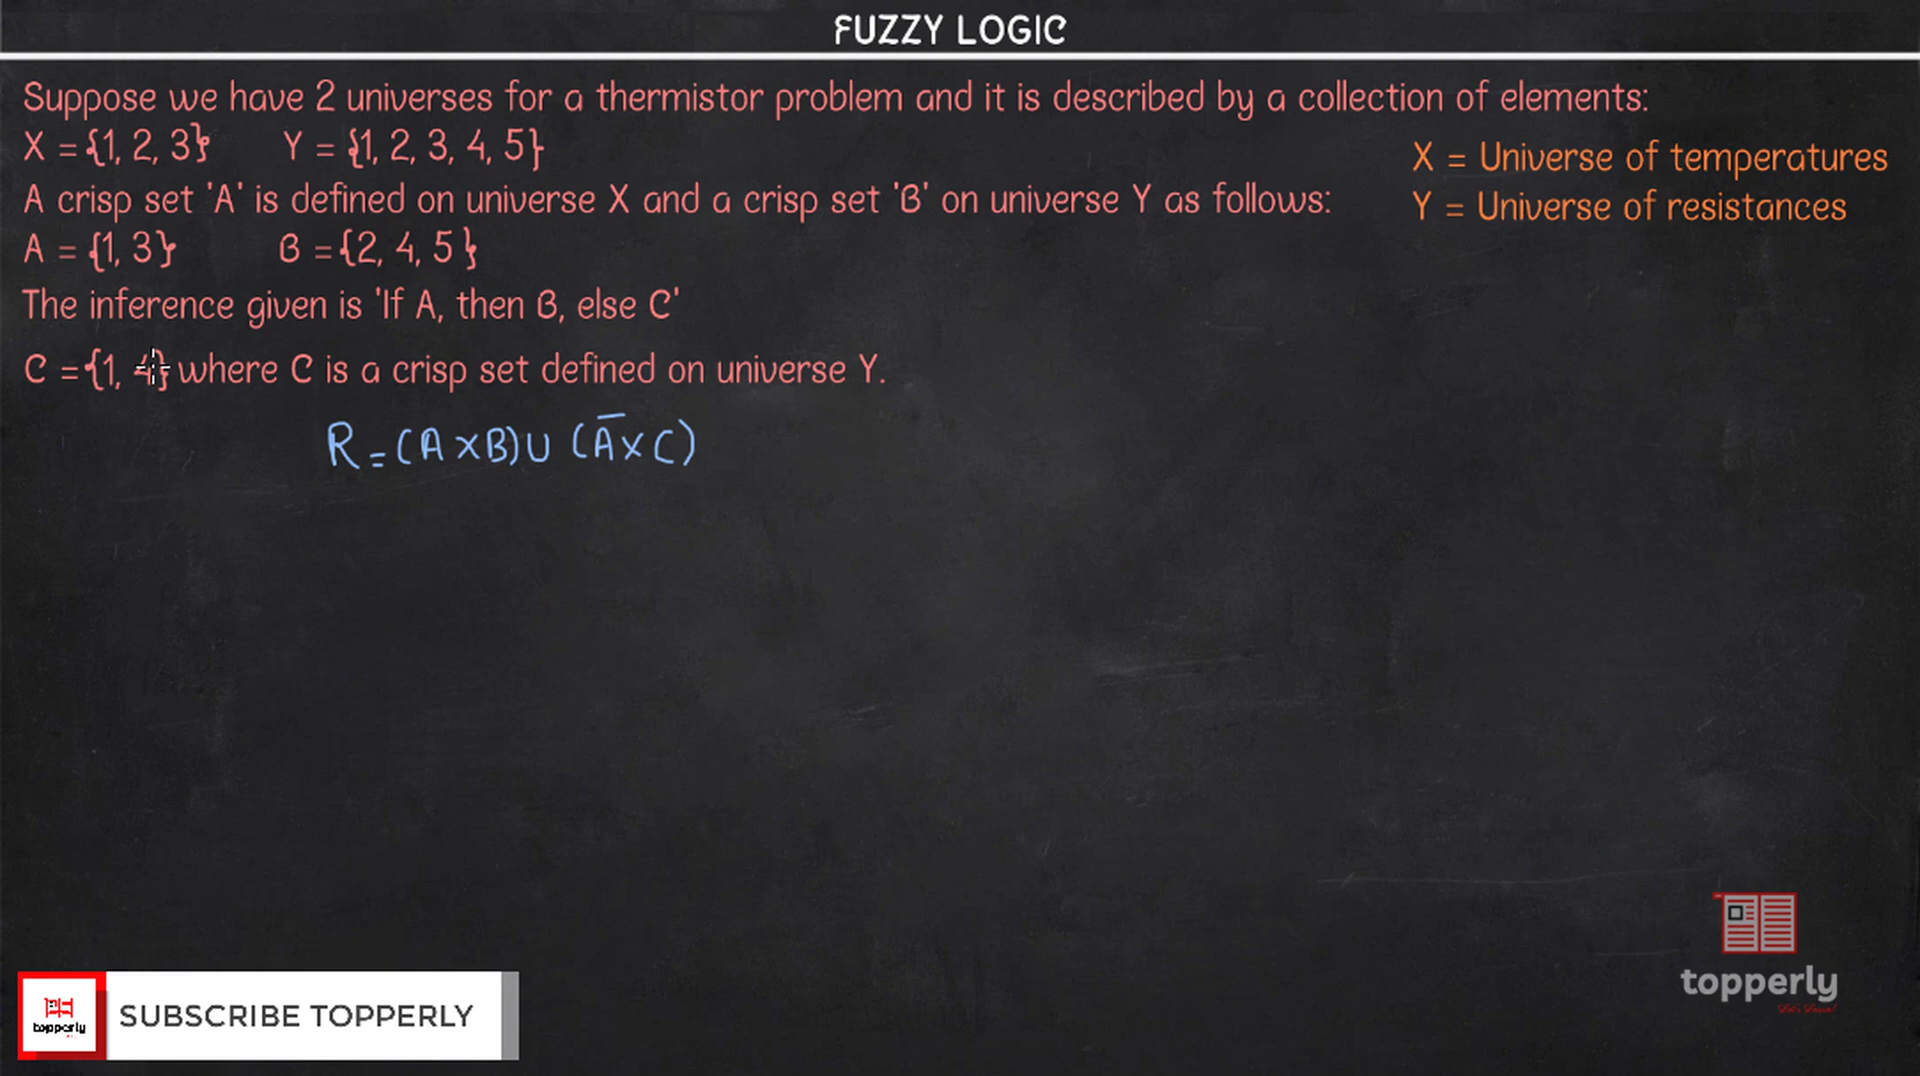 FUZZY LOGIC
Suppose we have 2 universes for a thermistor problem and it is described by a collection of elements:
X = {1, 2, 3} Y = {1, 2, 3, 4, 5}
X = Universe of temperatures
A crisp set 'A' is defined on universe X and a crisp set 'B' on universe Y as follows:
Y = Universe of resistances
A = {1, 3} B = {2, 4, 5 }
The inference given is 'If A, then B, else C'
C = {1, 4} where C is a crisp set defined on universe Y.
R = (A × B) ∪ (A̅ × C)
topperly
Let's Learn!
topperly
SUBSCRIBE TOPPERLY